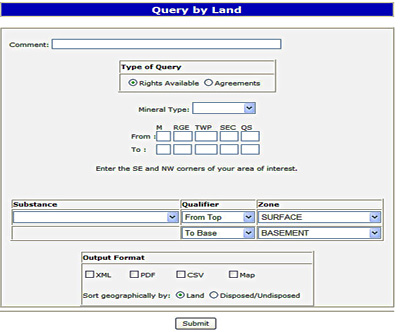 Query by Land
Comment:
Type of Query
Rights Available Agreements
Mineral Type:
M RGE TWP SEC QS
From :
To :
Enter the SE and NW corners of your area of interest.
Substance Qualifier Zone
From Top SURFACE
To Base BASEMENT
Output Format
XML PDF CSV Map
Sort geographically by: Land Disposed/Undisposed
Submit